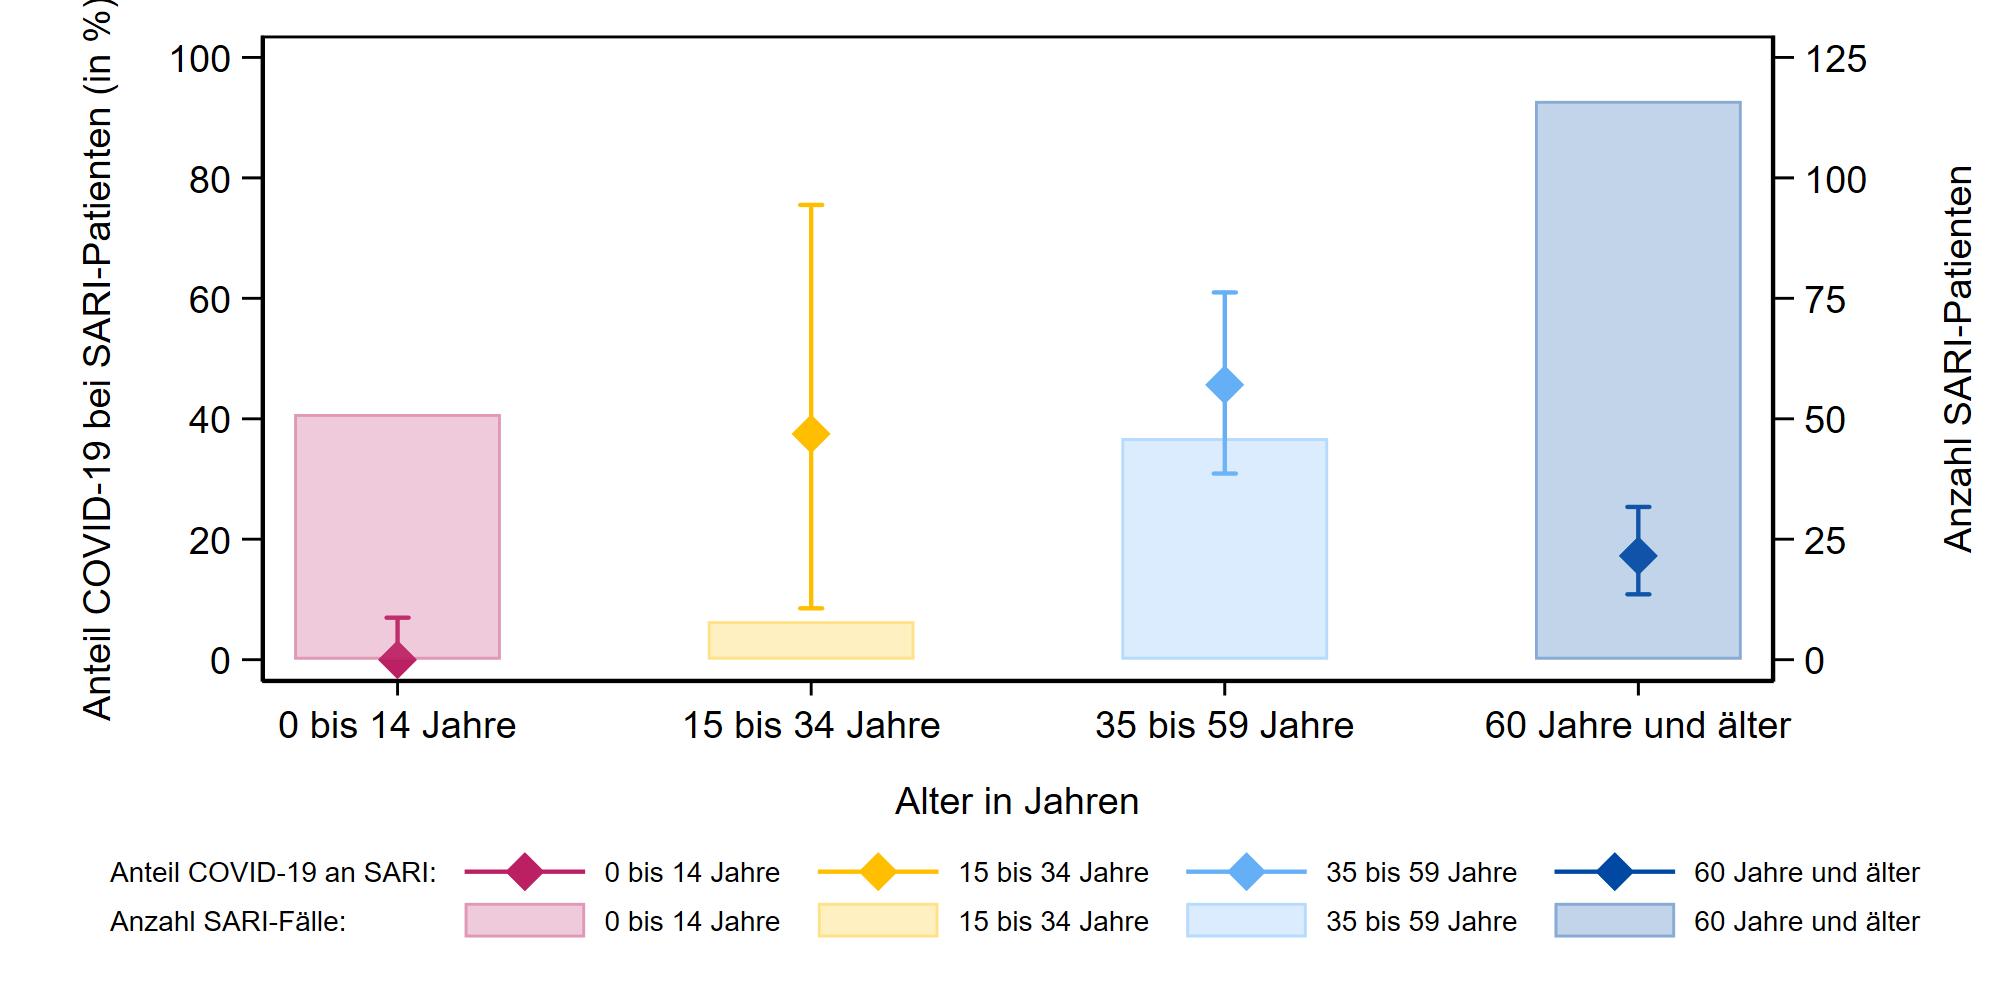 Anteil COVID-19 bei SARI-Patienten (in %)
100
80
60
40
20
0
125
100
75
50
25
0
Anzahl SARI-Patienten
0 bis 14 Jahre
15 bis 34 Jahre
35 bis 59 Jahre
60 Jahre und älter
Alter in Jahren
Anteil COVID-19 an SARI: 0 bis 14 Jahre 15 bis 34 Jahre 35 bis 59 Jahre 60 Jahre und älter
Anzahl SARI-Fälle: 0 bis 14 Jahre 15 bis 34 Jahre 35 bis 59 Jahre 60 Jahre und älter